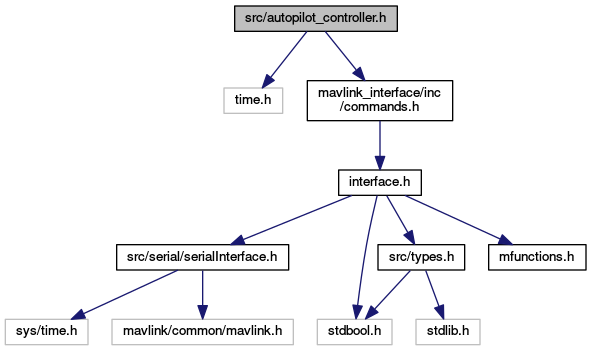 src/autopilot_controller.h
time.h
mavlink_interface/inc
/commands.h
interface.h
src/serial/serialInterface.h
src/types.h
mfunctions.h
sys/time.h
mavlink/common/mavlink.h
stdbool.h
stdlib.h